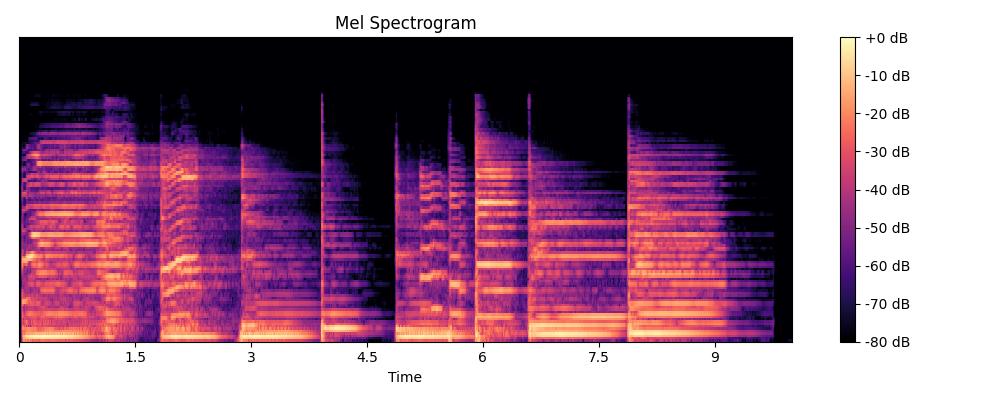 Mel Spectrogram
+0 dB
-10 dB
-20 dB
-30 dB
-40 dB
-50 dB
-60 dB
-70 dB
-80 dB
0 1.5 3 4.5 6 7.5 9
Time